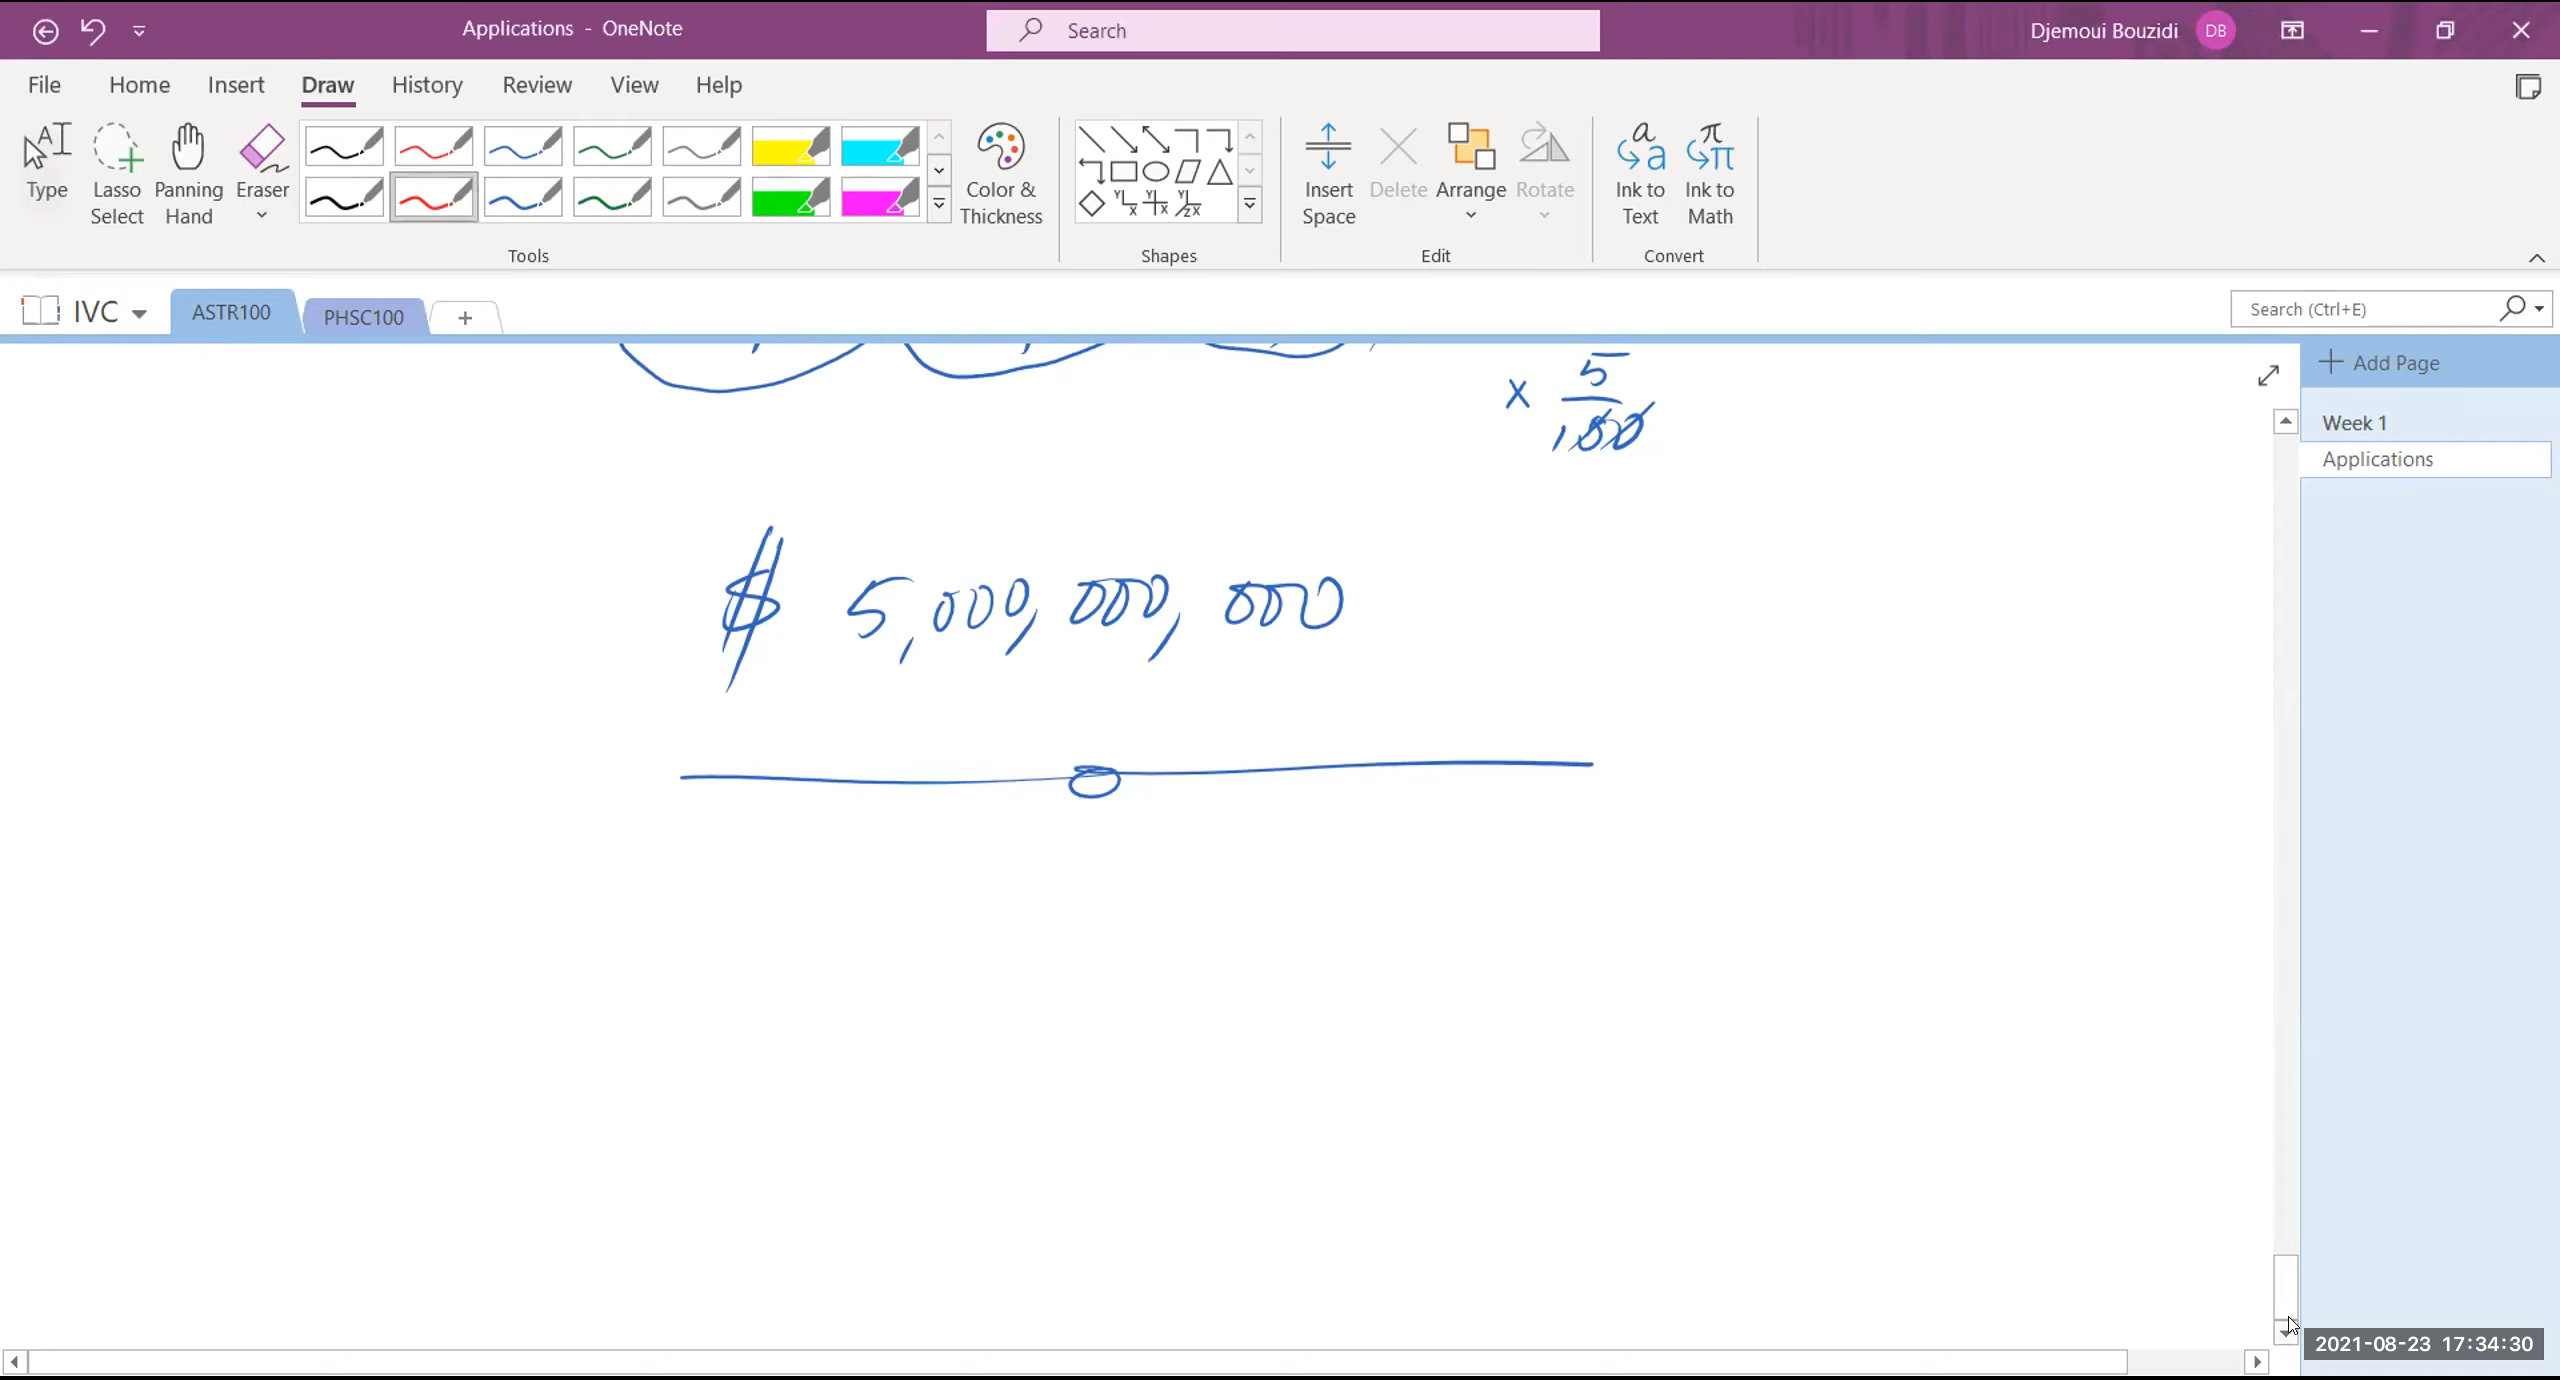 Applications - OneNote
Search
Djemoui Bouzidi
DB
File Home Insert Draw History Review View Help
Type
Lasso Select
Panning Hand
Eraser
Color & Thickness
Insert Space
Delete
Arrange
Rotate
Ink to Text
Ink to Math
Tools
Shapes
Edit
Convert
IVC
ASTR100
PHSC100
+
Search (Ctrl+E)
Add Page
Week 1
Applications
x 5
100
$ 5,000,000,000
2021-08-23 17:34:30